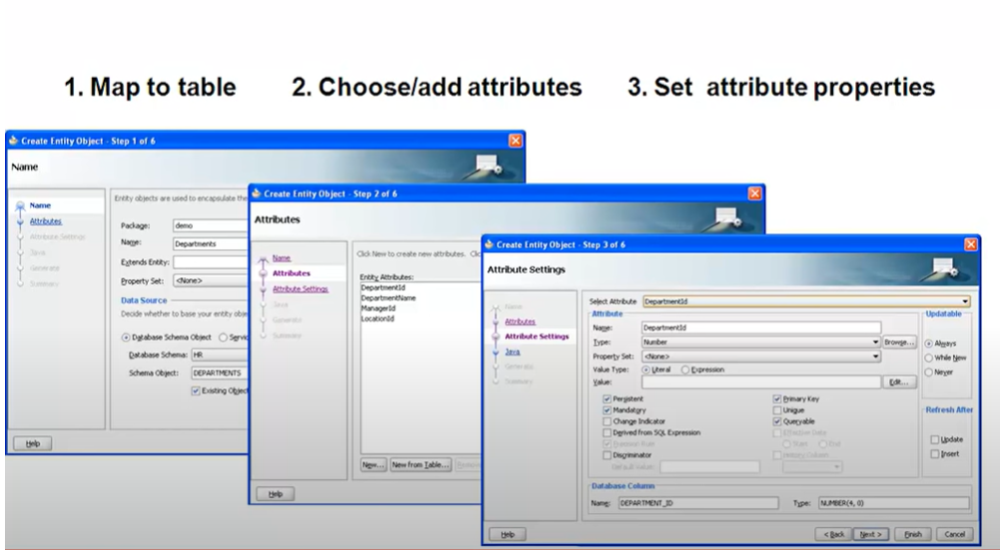 1. Map to table
2. Choose/add attributes
3. Set attribute properties
Create Entity Object - Step 1 of 6
Name
Name
Attributes
Attribute Settings
Java
Generate
Summary
Entity objects are used to encapsulate the
Package: demo
Name: Departments
Extends Entity:
Property Set: <None>
Data Source
Decide whether to base your entity objec
Database Schema Object Servic
Database Schema: HR
Schema Object: DEPARTMENTS
Existing Object
Help
Create Entity Object - Step 2 of 6
Attributes
Name
Attributes
Attribute Settings
Java
Generate
Summary
Click New to create new attributes. Clic
Entity Attributes:
DepartmentId
DepartmentName
ManagerId
LocationId
New... New from Table... Remove
Help
Create Entity Object - Step 3 of 6
Attribute Settings
Name
Attributes
Attribute Settings
Java
Generate
Summary
Select Attribute DepartmentId
Attribute
Name: DepartmentId
Type: Number Browse...
Property Set: <None>
Value Type: Literal Expression
Value: Edit...
Persistent Primary Key
Mandatory Unique
Change Indicator Queryable
Derived from SQL Expression Effective Date
Start End
Discriminator History Column
Default Value:
Updatable
Always
While New
Never
Refresh After
Update
Insert
Database Column
Name: DEPARTMENT_ID Type: NUMBER(4, 0)
Help < Back Next > Finish Cancel